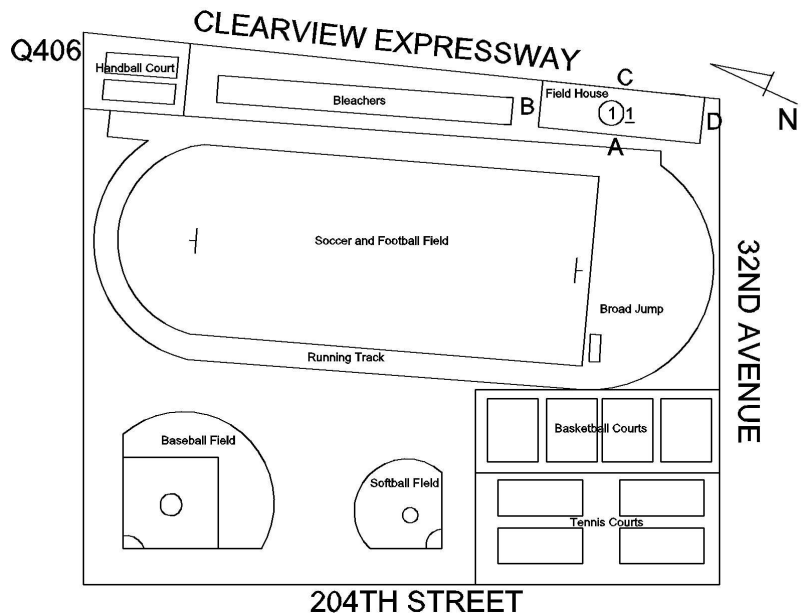 CLEARVIEW EXPRESSWAY
Q406
Handball Court
Bleachers
Field House
C
B
1 1
D
A
N
Soccer and Football Field
32ND AVENUE
Broad Jump
Running Track
Basketball Courts
Baseball Field
Softball Field
Tennis Courts
204TH STREET